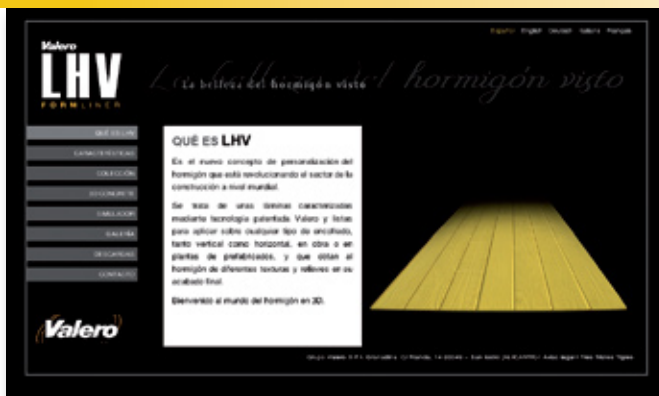 Español English Deutsch Italiano Français
Valero
LHV
FORMLINER
La belleza del hormigón visto
La belleza del hormigón visto
QUÉ ES LHV
CARACTERÍSTICAS
COLECCIÓN
3D CONCRETE
SIMULADOR
GALERÍA
DESCARGAS
CONTACTO
QUÉ ES LHV
Es el nuevo concepto de personalización del
hormigón que está revolucionando el sector de la
construcción a nivel mundial.
Se trata de unas láminas caracterizadas
mediante tecnología patentada Valero y listas
para aplicar sobre cualquier tipo de encofrado,
tanto vertical como horizontal, en obra o en
plantas de prefabricados, y que dotan al
hormigón de diferentes texturas y relieves en su
acabado final.
Bienvenido al mundo del hormigón en 3D.
Valero
Grupo Valero